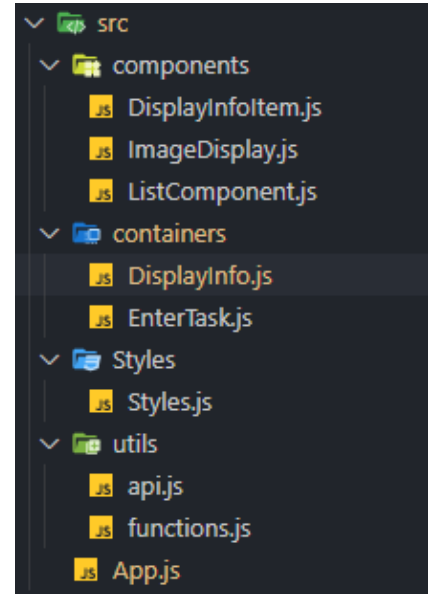 src
components
JS DisplayInfoItem.js
JS ImageDisplay.js
JS ListComponent.js
containers
JS DisplayInfo.js
JS EnterTask.js
Styles
JS Styles.js
utils
JS api.js
JS functions.js
JS App.js